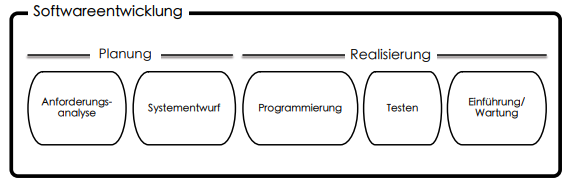 Softwareentwicklung
Planung
Realisierung
Anforderungs-
analyse
Systementwurf
Programmierung
Testen
Einführung/
Wartung